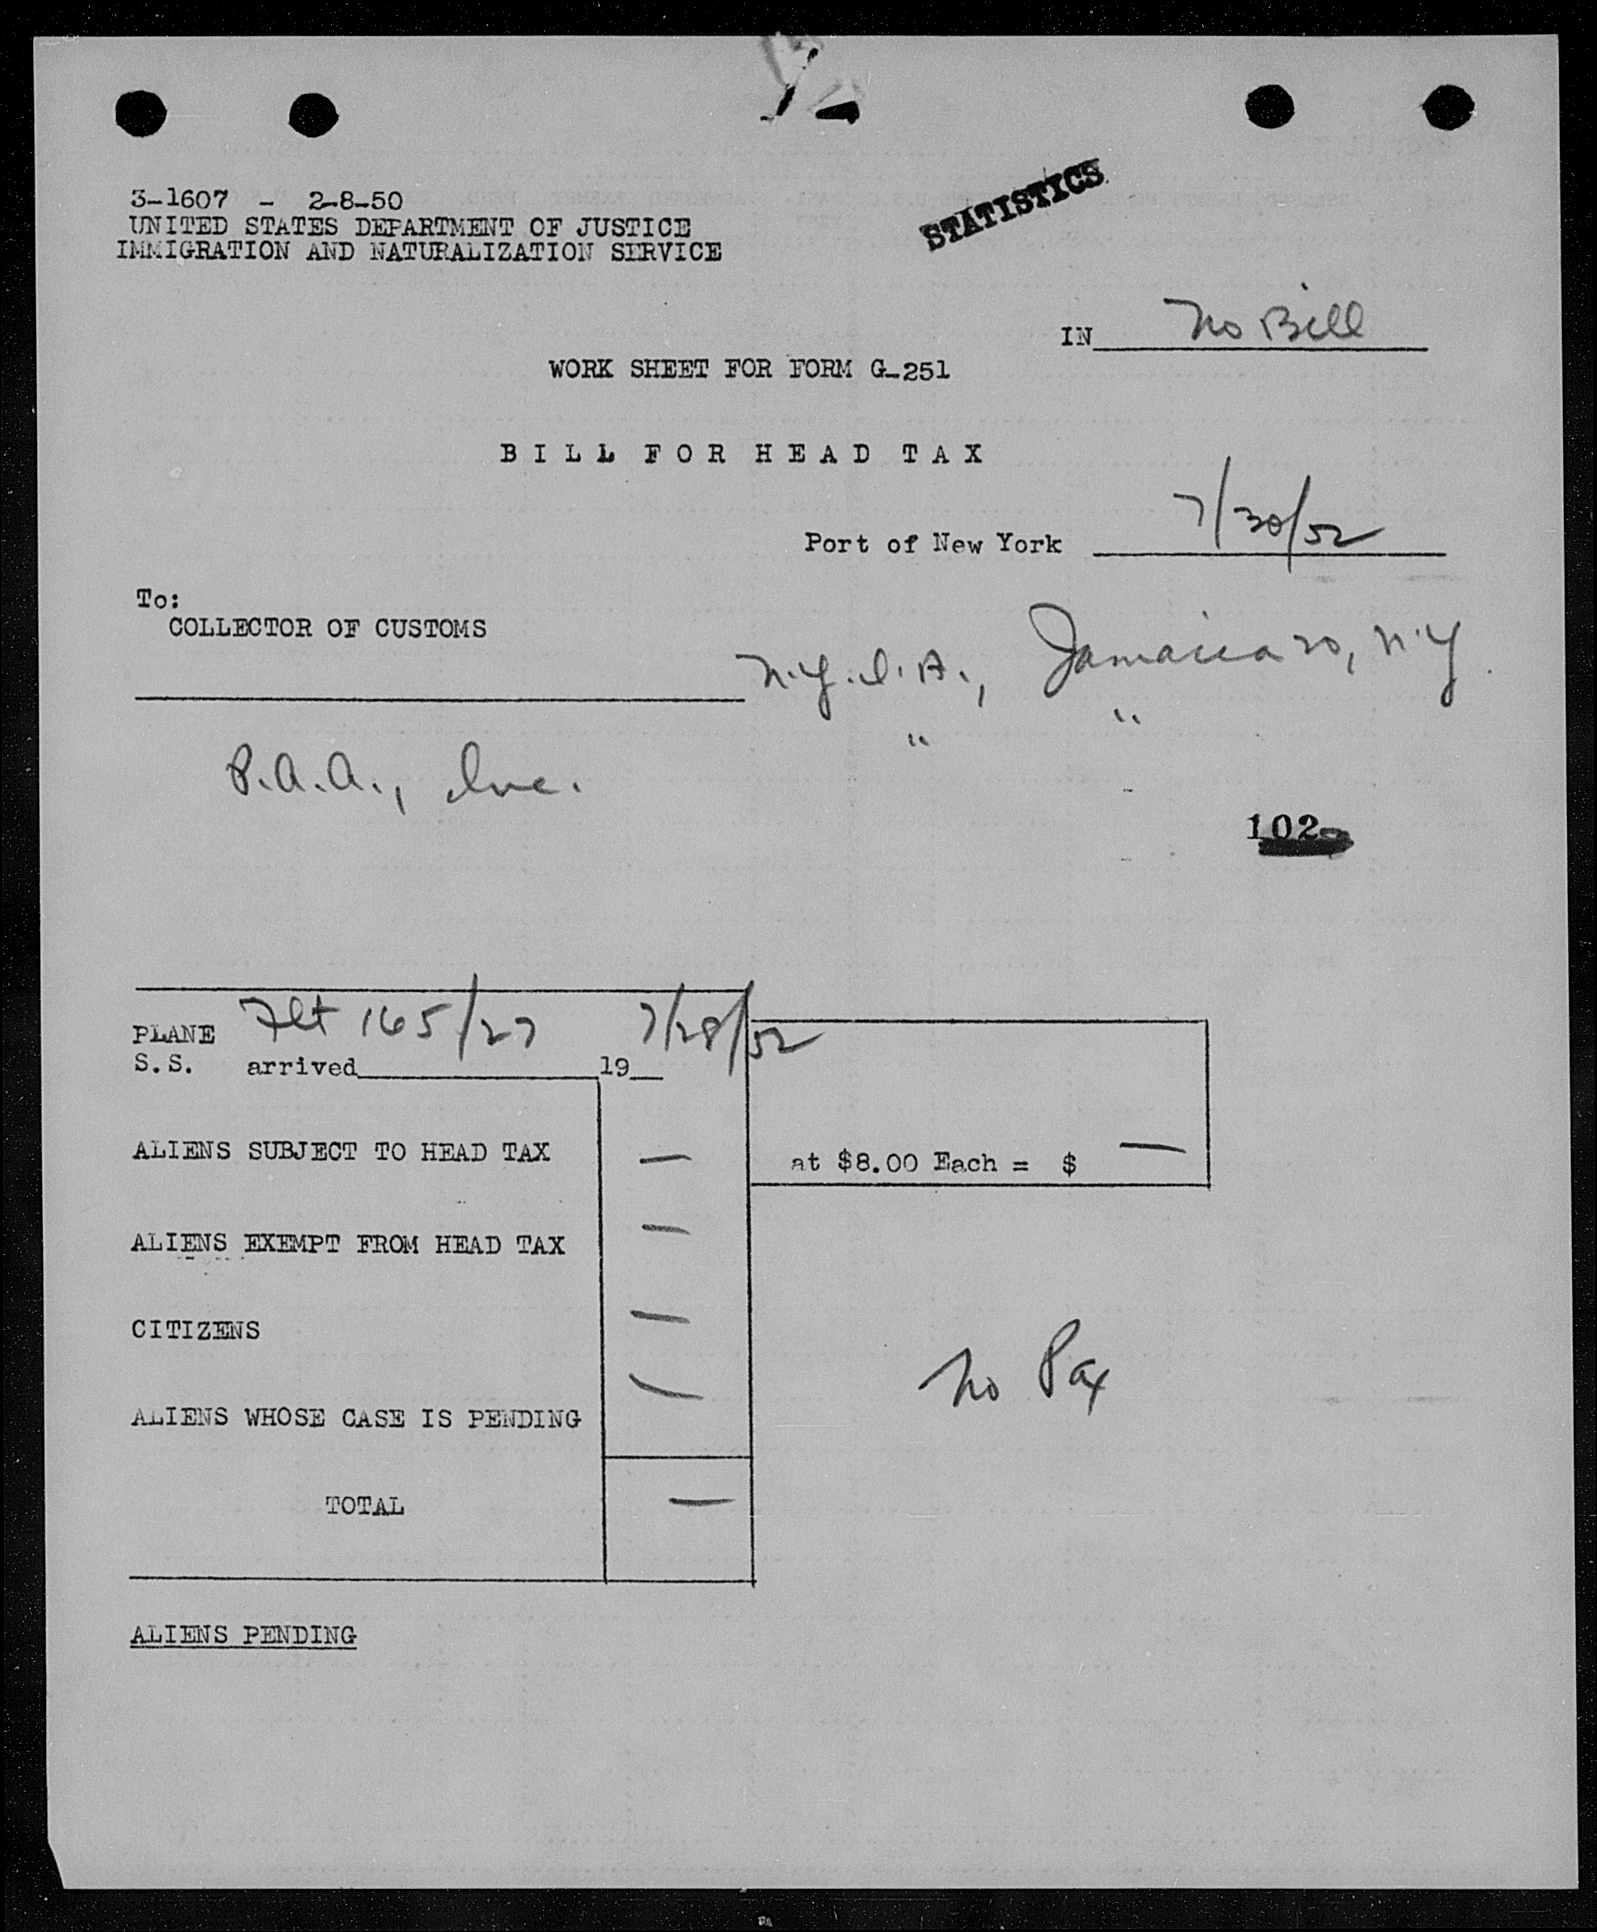 STATISTICS
3-1607 - 2-8-50
UNITED STATES DEPARTMENT OF JUSTICE
IMMIGRATION AND NATURALIZATION SERVICE
IN No Bill
WORK SHEET FOR FORM G-251
BILL FOR HEAD TAX
Port of New York 7/30/52
To:
COLLECTOR OF CUSTOMS
N.Y.I.A., Jamaica 20, N.Y.
" "
P.A.A., Inc.
102
PLANE Flt 165/27 7/28/52
S.S. arrived 19
ALIENS SUBJECT TO HEAD TAX — at $8.00 Each = $ —
ALIENS EXEMPT FROM HEAD TAX —
CITIZENS —
No Pax
ALIENS WHOSE CASE IS PENDING —
TOTAL —
ALIENS PENDING